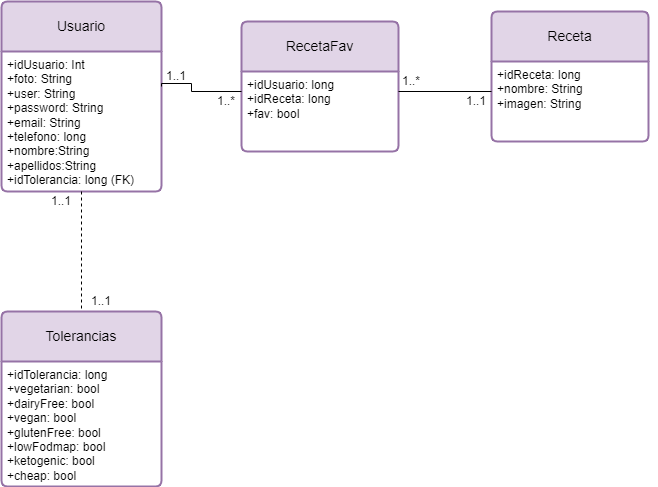 Usuario
+idUsuario: Int
+foto: String
+user: String
+password: String
+email: String
+telefono: long
+nombre:String
+apellidos:String
+idTolerancia: long (FK)
1..1
1..*
RecetaFav
+idUsuario: long
+idReceta: long
+fav: bool
1..*
1..1
Receta
+idReceta: long
+nombre: String
+imagen: String
1..1
1..1
Tolerancias
+idTolerancia: long
+vegetarian: bool
+dairyFree: bool
+vegan: bool
+glutenFree: bool
+lowFodmap: bool
+ketogenic: bool
+cheap: bool